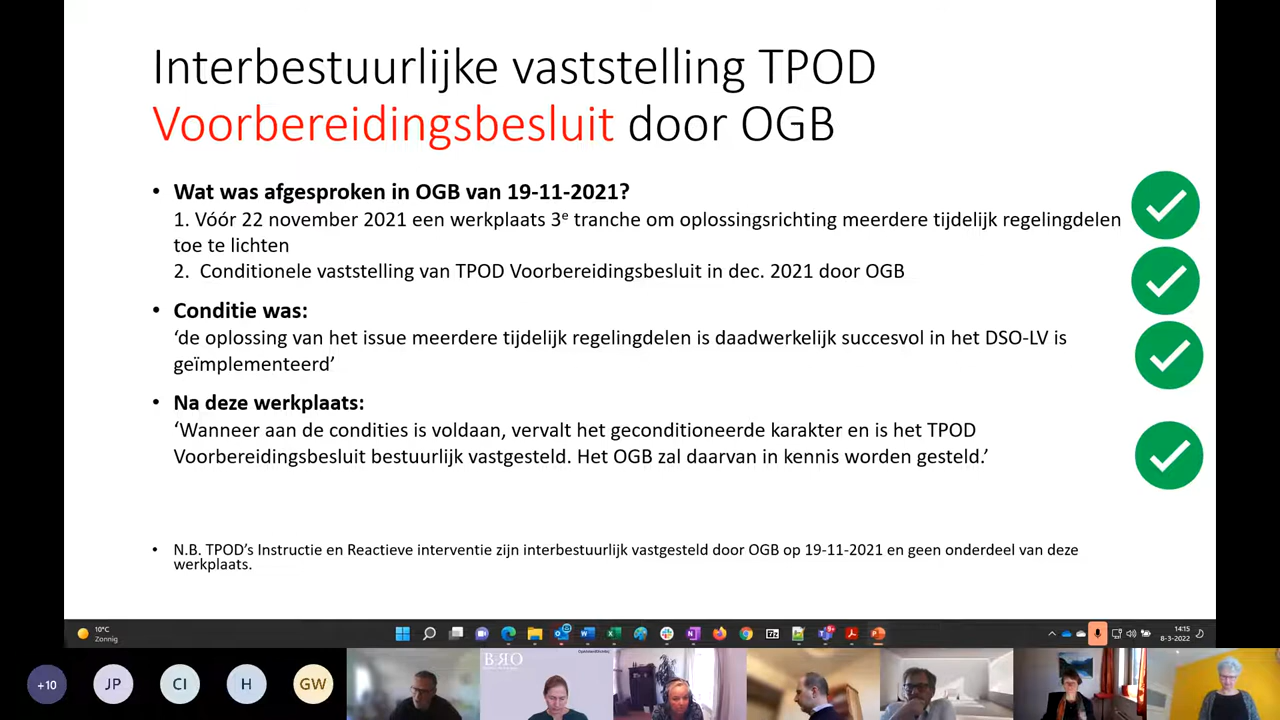 Interbestuurlijke vaststelling TPOD
Voorbereidingsbesluit door OGB
• Wat was afgesproken in OGB van 19-11-2021?
1. Vóór 22 november 2021 een werkplaats 3e tranche om oplossingsrichting meerdere tijdelijk regelingdelen
toe te lichten
2. Conditionele vaststelling van TPOD Voorbereidingsbesluit in dec. 2021 door OGB
• Conditie was:
‘de oplossing van het issue meerdere tijdelijk regelingdelen is daadwerkelijk succesvol in het DSO-LV is
geïmplementeerd’
• Na deze werkplaats:
‘Wanneer aan de condities is voldaan, vervalt het geconditioneerde karakter en is het TPOD
Voorbereidingsbesluit bestuurlijk vastgesteld. Het OGB zal daarvan in kennis worden gesteld.’
• N.B. TPOD’s Instructie en Reactieve interventie zijn interbestuurlijk vastgesteld door OGB op 19-11-2021 en geen onderdeel van deze
werkplaats.
10°C
Zonnig
14:15
8-3-2022
+10
JP
CI
H
GW
BRO